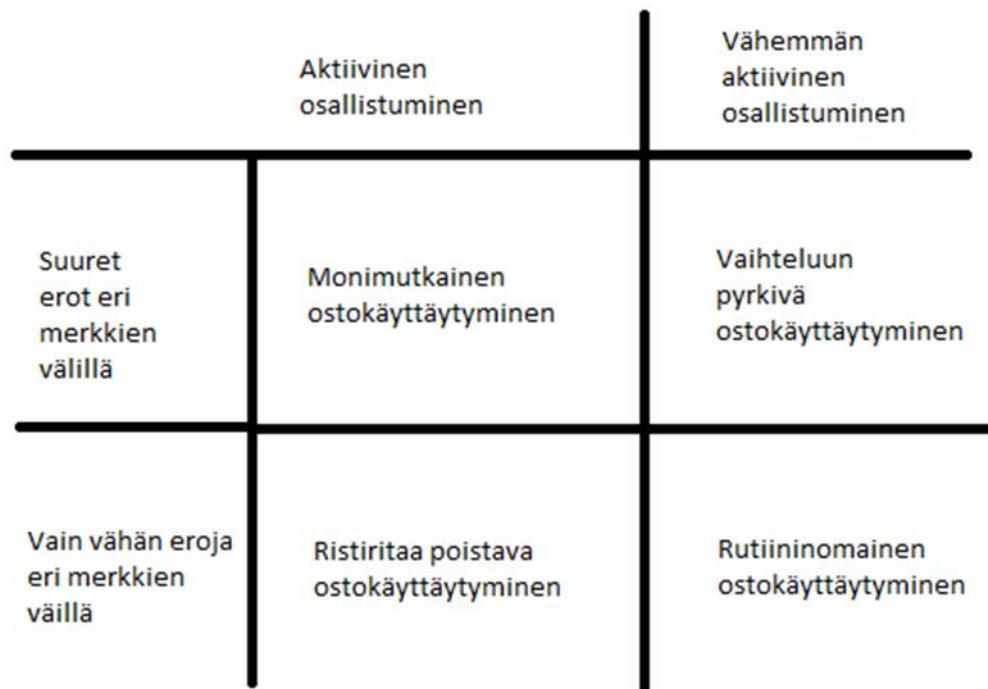 Aktiivinen
osallistuminen
Vähemmän
aktiivinen
osallistuminen
Suuret
erot eri
merkkien
välillä
Monimutkainen
ostokäyttäytyminen
Vaihteluun
pyrkivä
ostokäyttäytyminen
Vain vähän eroja
eri merkkien
väillä
Ristiritaa poistava
ostokäyttäytyminen
Rutiininomainen
ostokäyttäytyminen